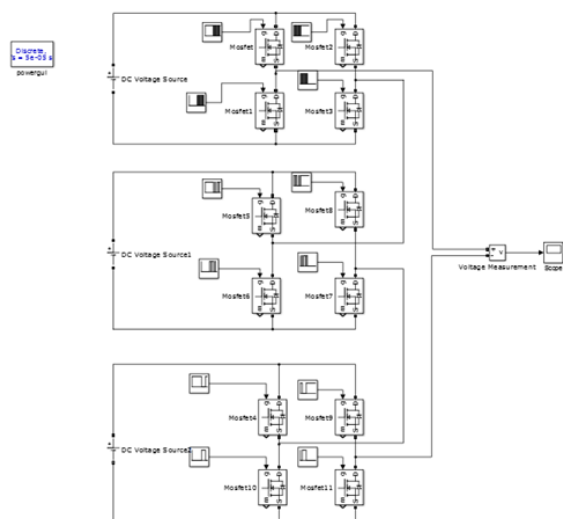 Discrete,
s = 5e-05 s
powergui
Mosfet
Mosfet2
DC Voltage Source
Mosfet1
Mosfet3
Mosfet5
Mosfet8
DC Voltage Source1
Mosfet6
Mosfet7
Voltage Measurement
Scope
Mosfet4
Mosfet9
DC Voltage Source2
Mosfet10
Mosfet11